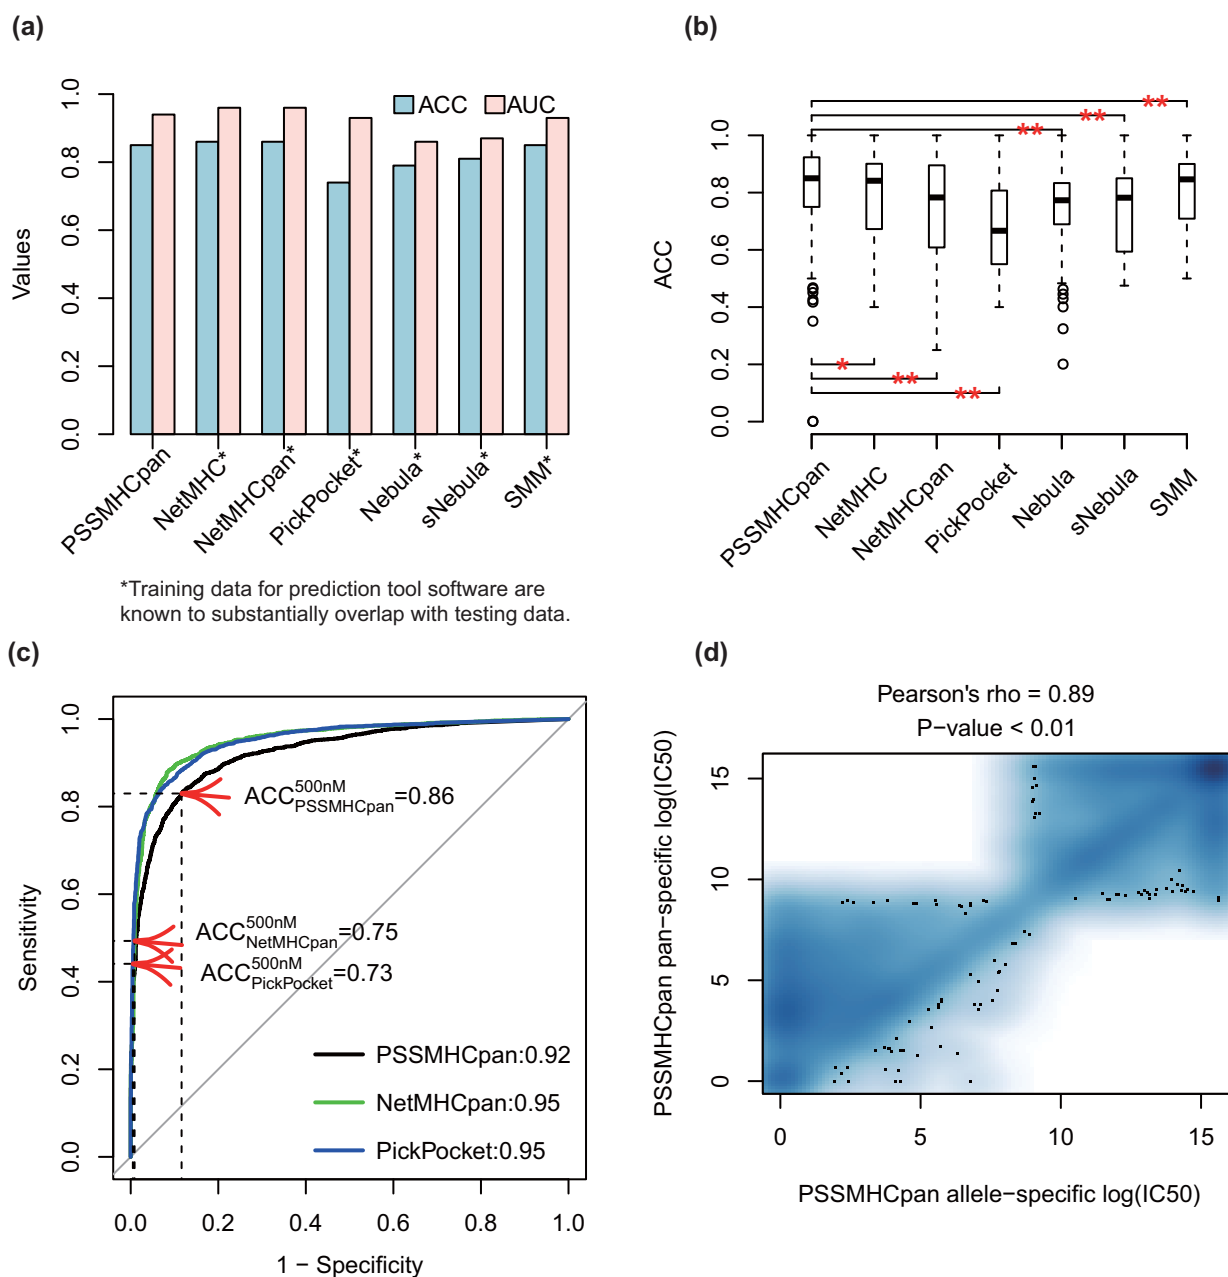 (a)
ACC AUC
Values
0.0 0.2 0.4 0.6 0.8 1.0
PSSMHCpan NetMHC* NetMHCpan* PickPocket* Nebula* sNebula* SMM*
*Training data for prediction tool software are
known to substantially overlap with testing data.
(b)
** ** **
ACC
0.0 0.2 0.4 0.6 0.8 1.0
* ** **
PSSMHCpan NetMHC NetMHCpan PickPocket Nebula sNebula SMM
(c)
Sensitivity
0.0 0.2 0.4 0.6 0.8 1.0
ACC500nM PSSMHCpan=0.86
ACC500nM NetMHCpan=0.75
ACC500nM PickPocket=0.73
PSSMHCpan:0.92
NetMHCpan:0.95
PickPocket:0.95
0.0 0.2 0.4 0.6 0.8 1.0
1 − Specificity
(d)
Pearson's rho = 0.89
P−value < 0.01
PSSMHCpan pan−specific log(IC50)
0 5 10 15
0 5 10 15
PSSMHCpan allele−specific log(IC50)